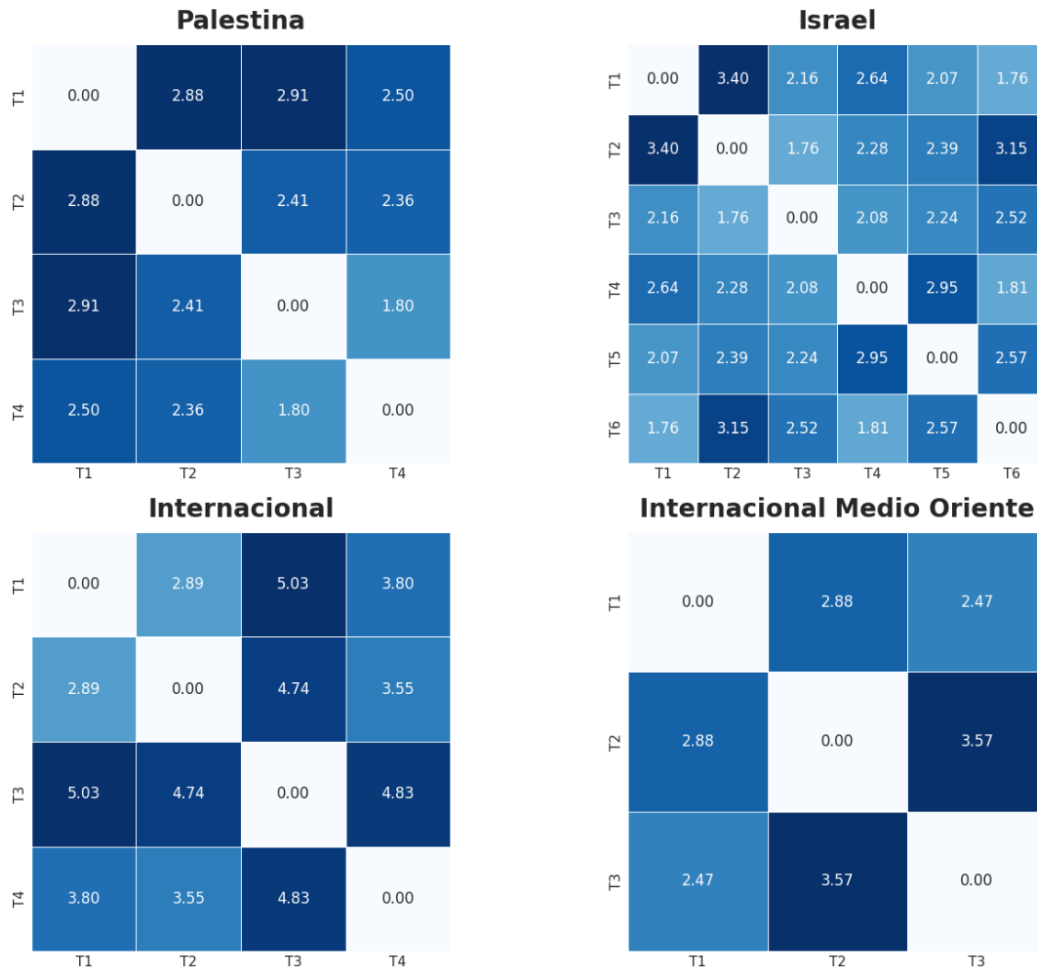 Palestina
T1 0.00 2.88 2.91 2.50
T2 2.88 0.00 2.41 2.36
T3 2.91 2.41 0.00 1.80
T4 2.50 2.36 1.80 0.00
T1 T2 T3 T4
Israel
T1 0.00 3.40 2.16 2.64 2.07 1.76
T2 3.40 0.00 1.76 2.28 2.39 3.15
T3 2.16 1.76 0.00 2.08 2.24 2.52
T4 2.64 2.28 2.08 0.00 2.95 1.81
T5 2.07 2.39 2.24 2.95 0.00 2.57
T6 1.76 3.15 2.52 1.81 2.57 0.00
T1 T2 T3 T4 T5 T6
Internacional
T1 0.00 2.89 5.03 3.80
T2 2.89 0.00 4.74 3.55
T3 5.03 4.74 0.00 4.83
T4 3.80 3.55 4.83 0.00
T1 T2 T3 T4
Internacional Medio Oriente
T1 0.00 2.88 2.47
T2 2.88 0.00 3.57
T3 2.47 3.57 0.00
T1 T2 T3